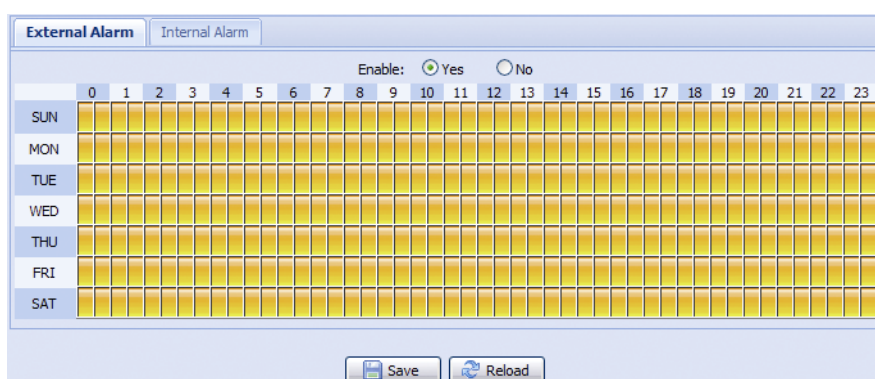 External Alarm Internal Alarm
Enable: Yes No
0 1 2 3 4 5 6 7 8 9 10 11 12 13 14 15 16 17 18 19 20 21 22 23
SUN
MON
TUE
WED
THU
FRI
SAT
Save Reload